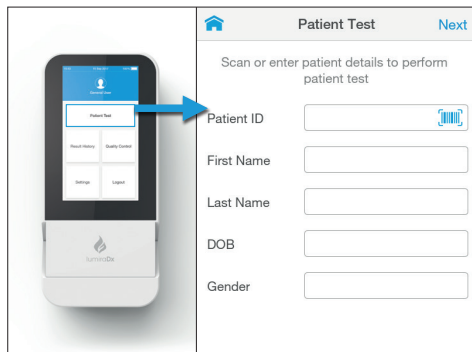 Patient Test
Result History
Quality Control
Settings
Logout
lumiraDx
Patient Test
Next
Scan or enter patient details to perform
patient test
Patient ID
First Name
Last Name
DOB
Gender